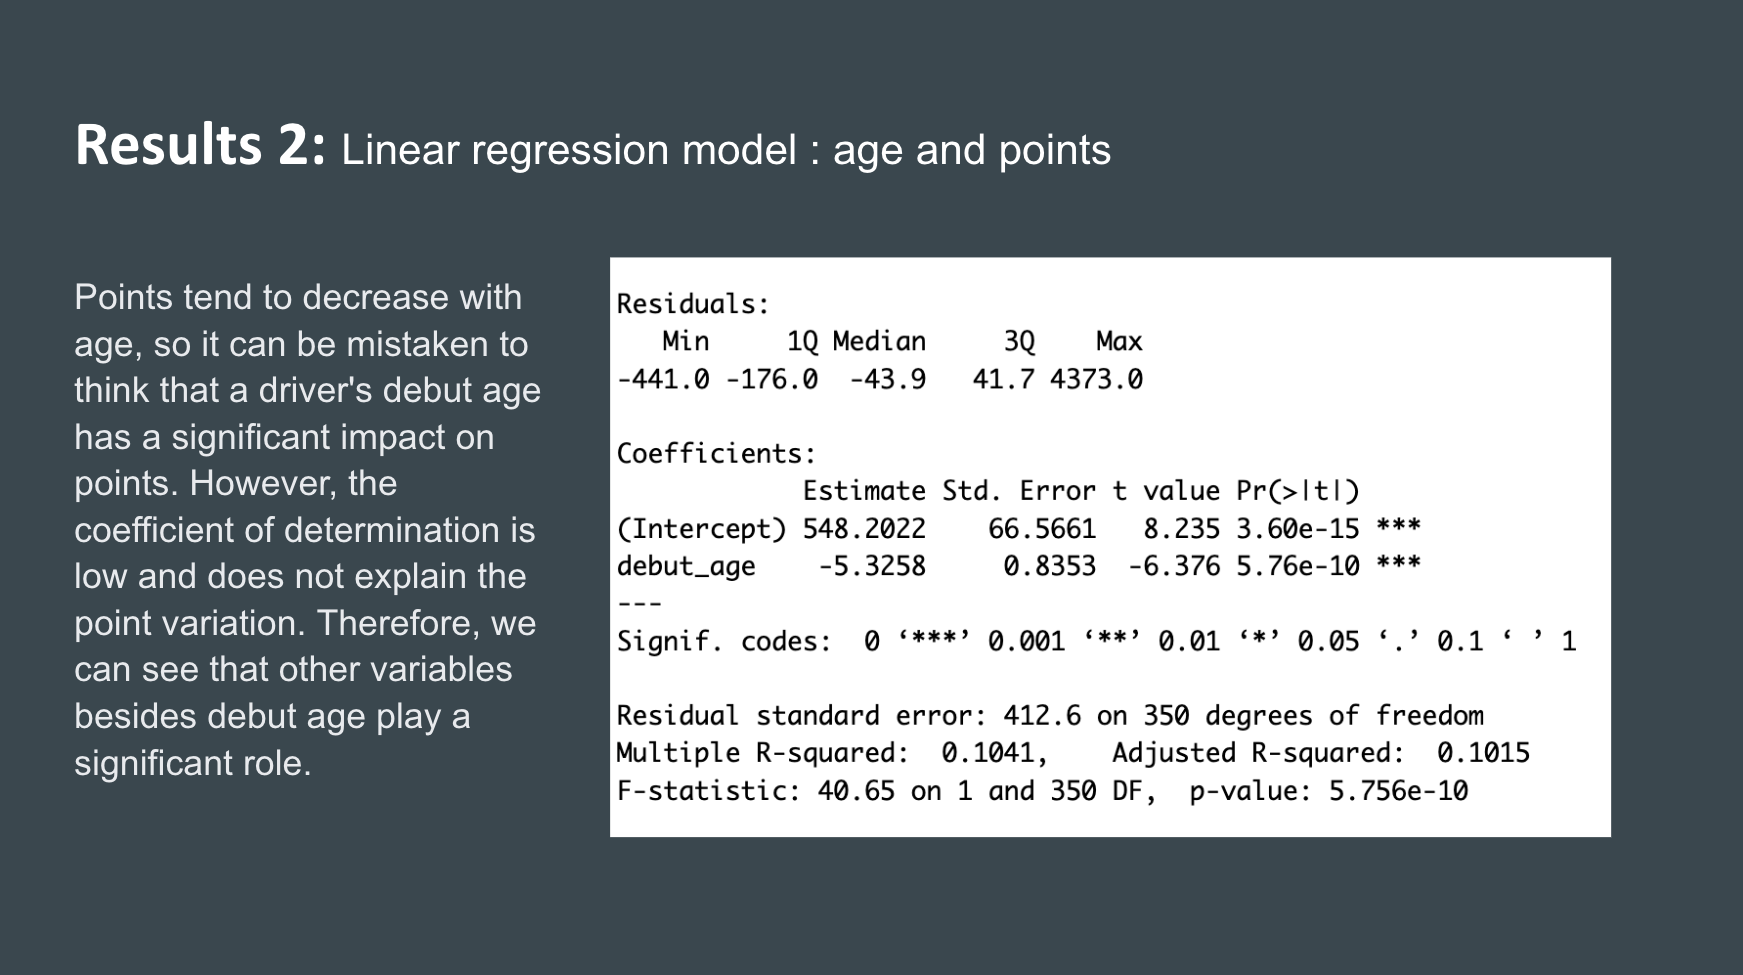 Results 2: Linear regression model : age and points
Points tend to decrease with
age, so it can be mistaken to
think that a driver's debut age
has a significant impact on
points. However, the
coefficient of determination is
low and does not explain the
point variation. Therefore, we
can see that other variables
besides debut age play a
significant role.
Residuals:
   Min     1Q Median     3Q    Max
-441.0 -176.0  -43.9   41.7 4373.0
Coefficients:
            Estimate Std. Error t value Pr(>|t|)
(Intercept) 548.2022    66.5661   8.235 3.60e-15 ***
debut_age    -5.3258     0.8353  -6.376 5.76e-10 ***
---
Signif. codes:  0 ‘***’ 0.001 ‘**’ 0.01 ‘*’ 0.05 ‘.’ 0.1 ‘ ’ 1
Residual standard error: 412.6 on 350 degrees of freedom
Multiple R-squared:  0.1041,    Adjusted R-squared:  0.1015
F-statistic: 40.65 on 1 and 350 DF,  p-value: 5.756e-10